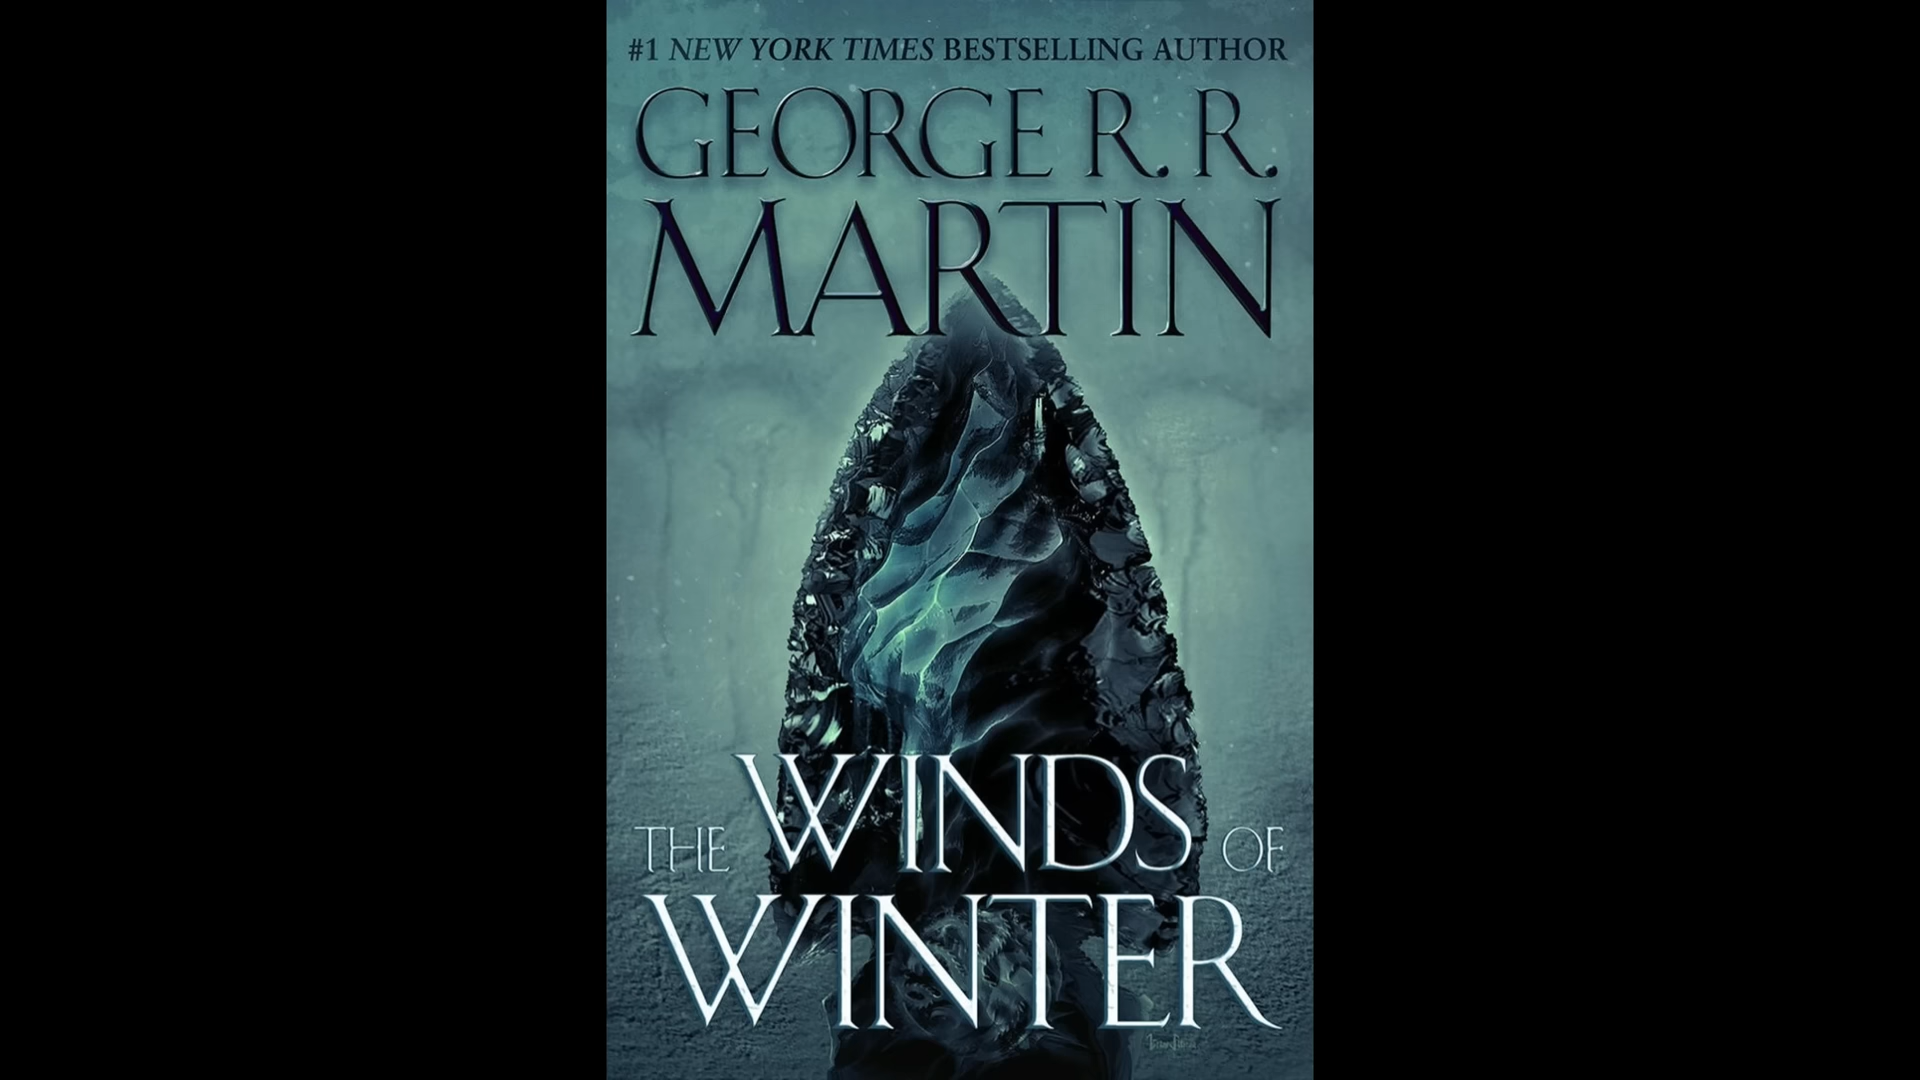 #1 NEW YORK TIMES BESTSELLING AUTHOR
GEORGE R. R.
MARTIN
THE WINDS OF
WINTER